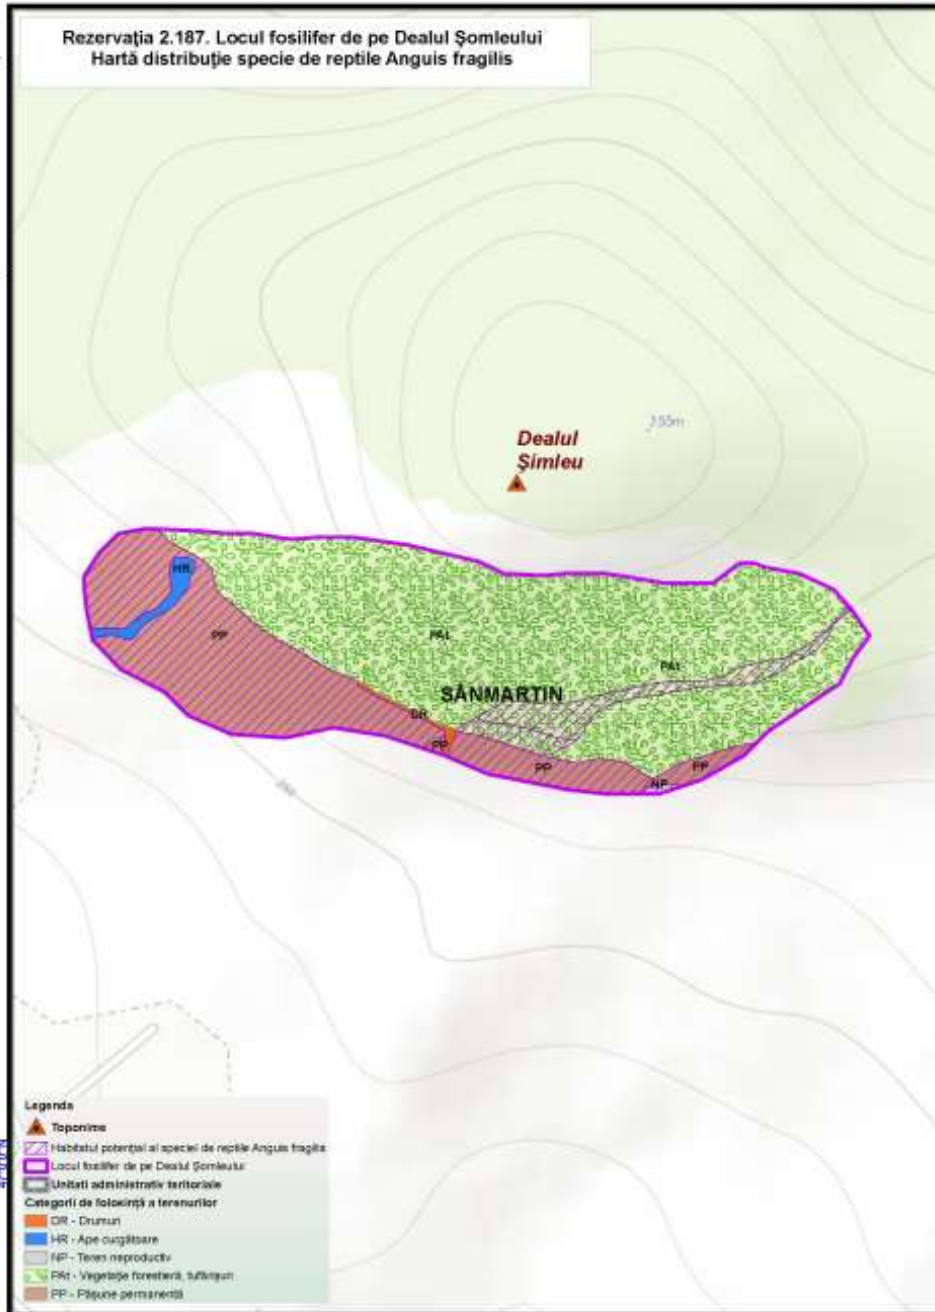 Rezervaţia 2.187. Locul fosilifer de pe Dealul Şomleului
Hartă distribuţie specie de reptile Anguis fragilis
355m
Dealul
Şimleu
HR
PP
PAt
PAt
SÂNMARTIN
DR
PP
PP
PP
NP
Legenda
Toponime
Habitatul potenţial al speciei de reptile Anguis fragilis
Locul fosilifer de pe Dealul Şomleului
Unitati administrativ teritoriale
Categorii de folosinţă a terenurilor
DR - Drumuri
HR - Ape curgătoare
NP - Teren neproductiv
PAt - Vegetaţie forestieră, tufărişuri
PP - Păşune permanentă